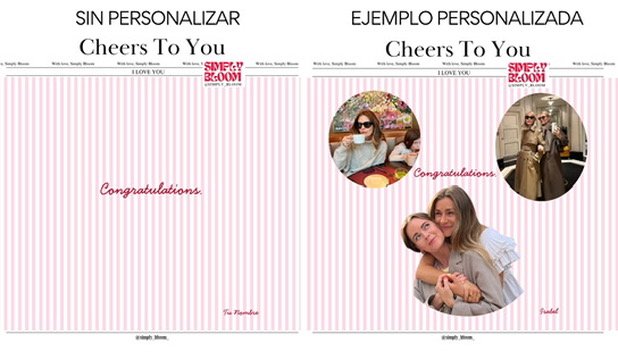 SIN PERSONALIZAR
Cheers To You
With love, Simply Bloom With love, Simply Bloom With love, Simply Bloom
I LOVE YOU
SIMPLY
BLOOM
@SIMPLY_BLOOM_
Congratulations.
Tu Nombre
@simply_bloom_
EJEMPLO PERSONALIZADA
Cheers To You
With love, Simply Bloom With love, Simply Bloom With love, Simply Bloom
I LOVE YOU
SIMPLY
BLOOM
@SIMPLY_BLOOM_
Congratulations.
Isabel
@simply_bloom_